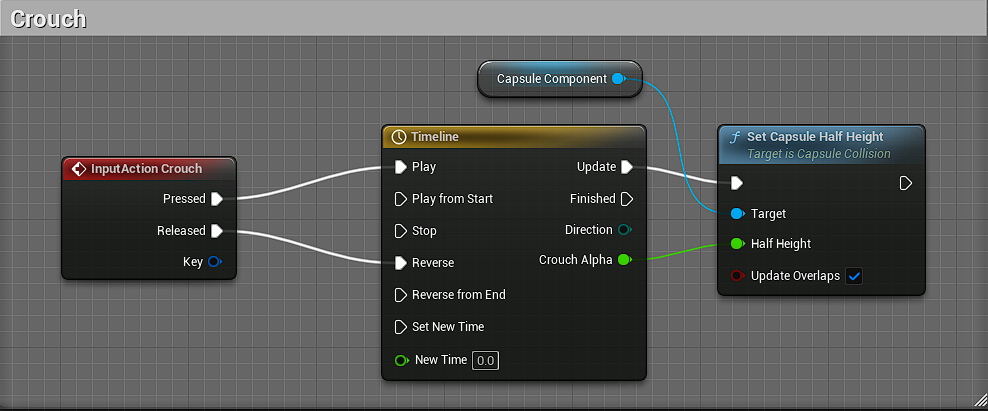 Crouch
Capsule Component
InputAction Crouch
Pressed
Released
Key
Timeline
Play
Update
Play from Start
Finished
Stop
Direction
Reverse
Crouch Alpha
Reverse from End
Set New Time
New Time 0.0
Set Capsule Half Height
Target is Capsule Collision
Target
Half Height
Update Overlaps